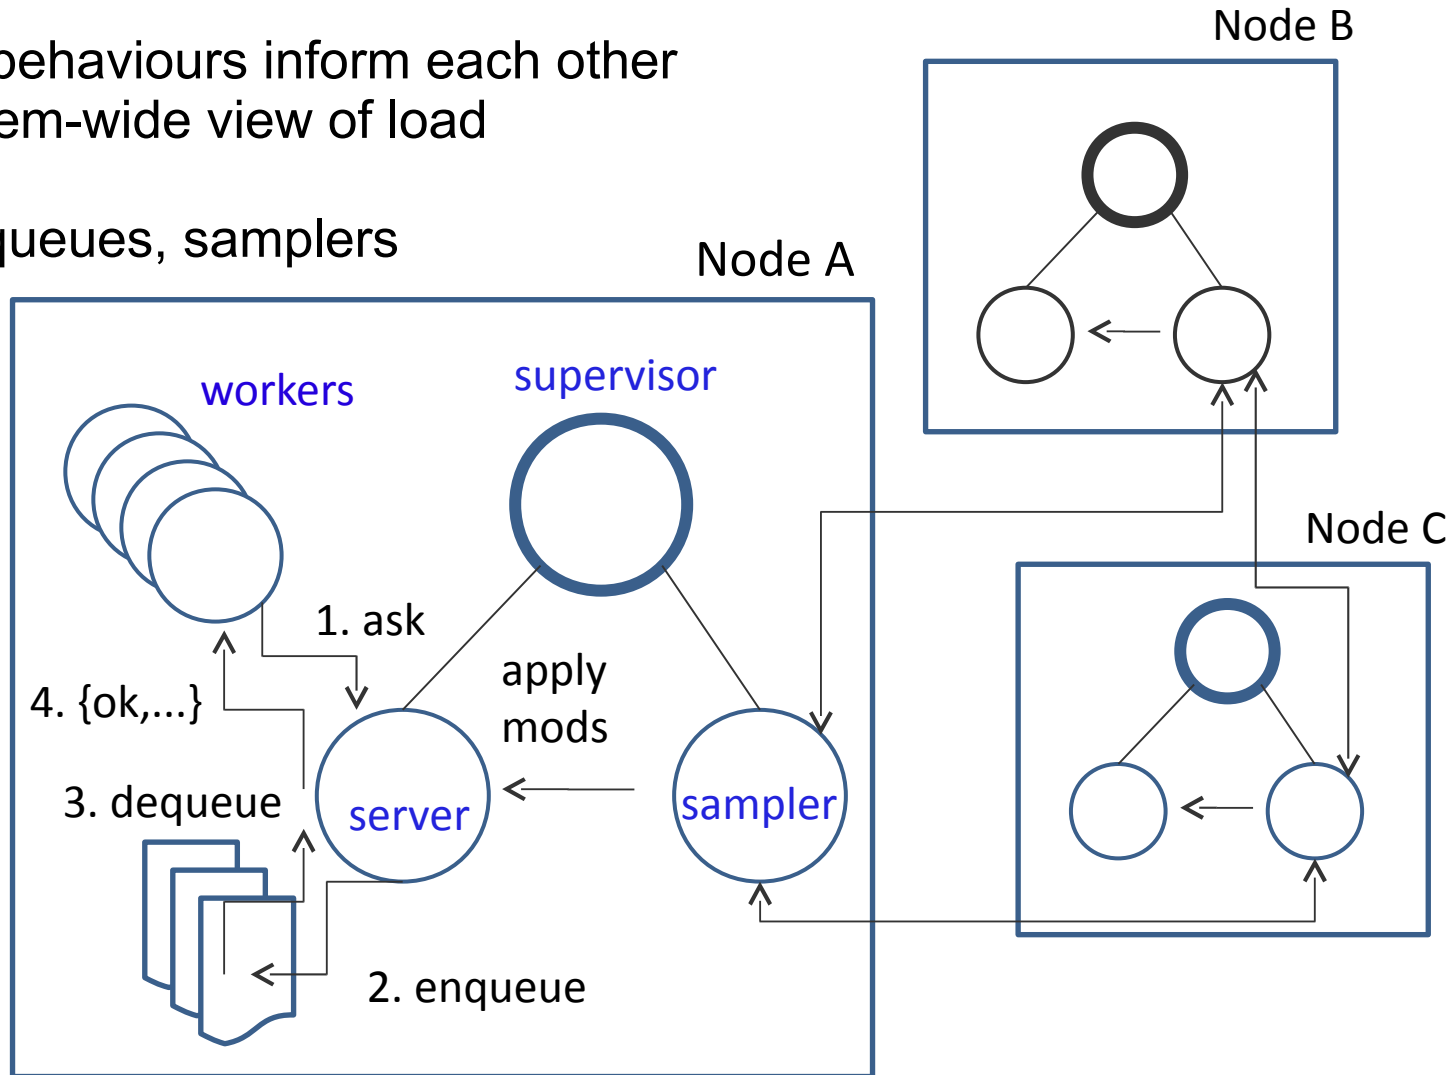 behaviours inform each other
em-wide view of load
queues, samplers
Node A
Node B
Node C
workers
supervisor
1. ask
apply
mods
4. {ok,...}
3. dequeue
server
sampler
2. enqueue